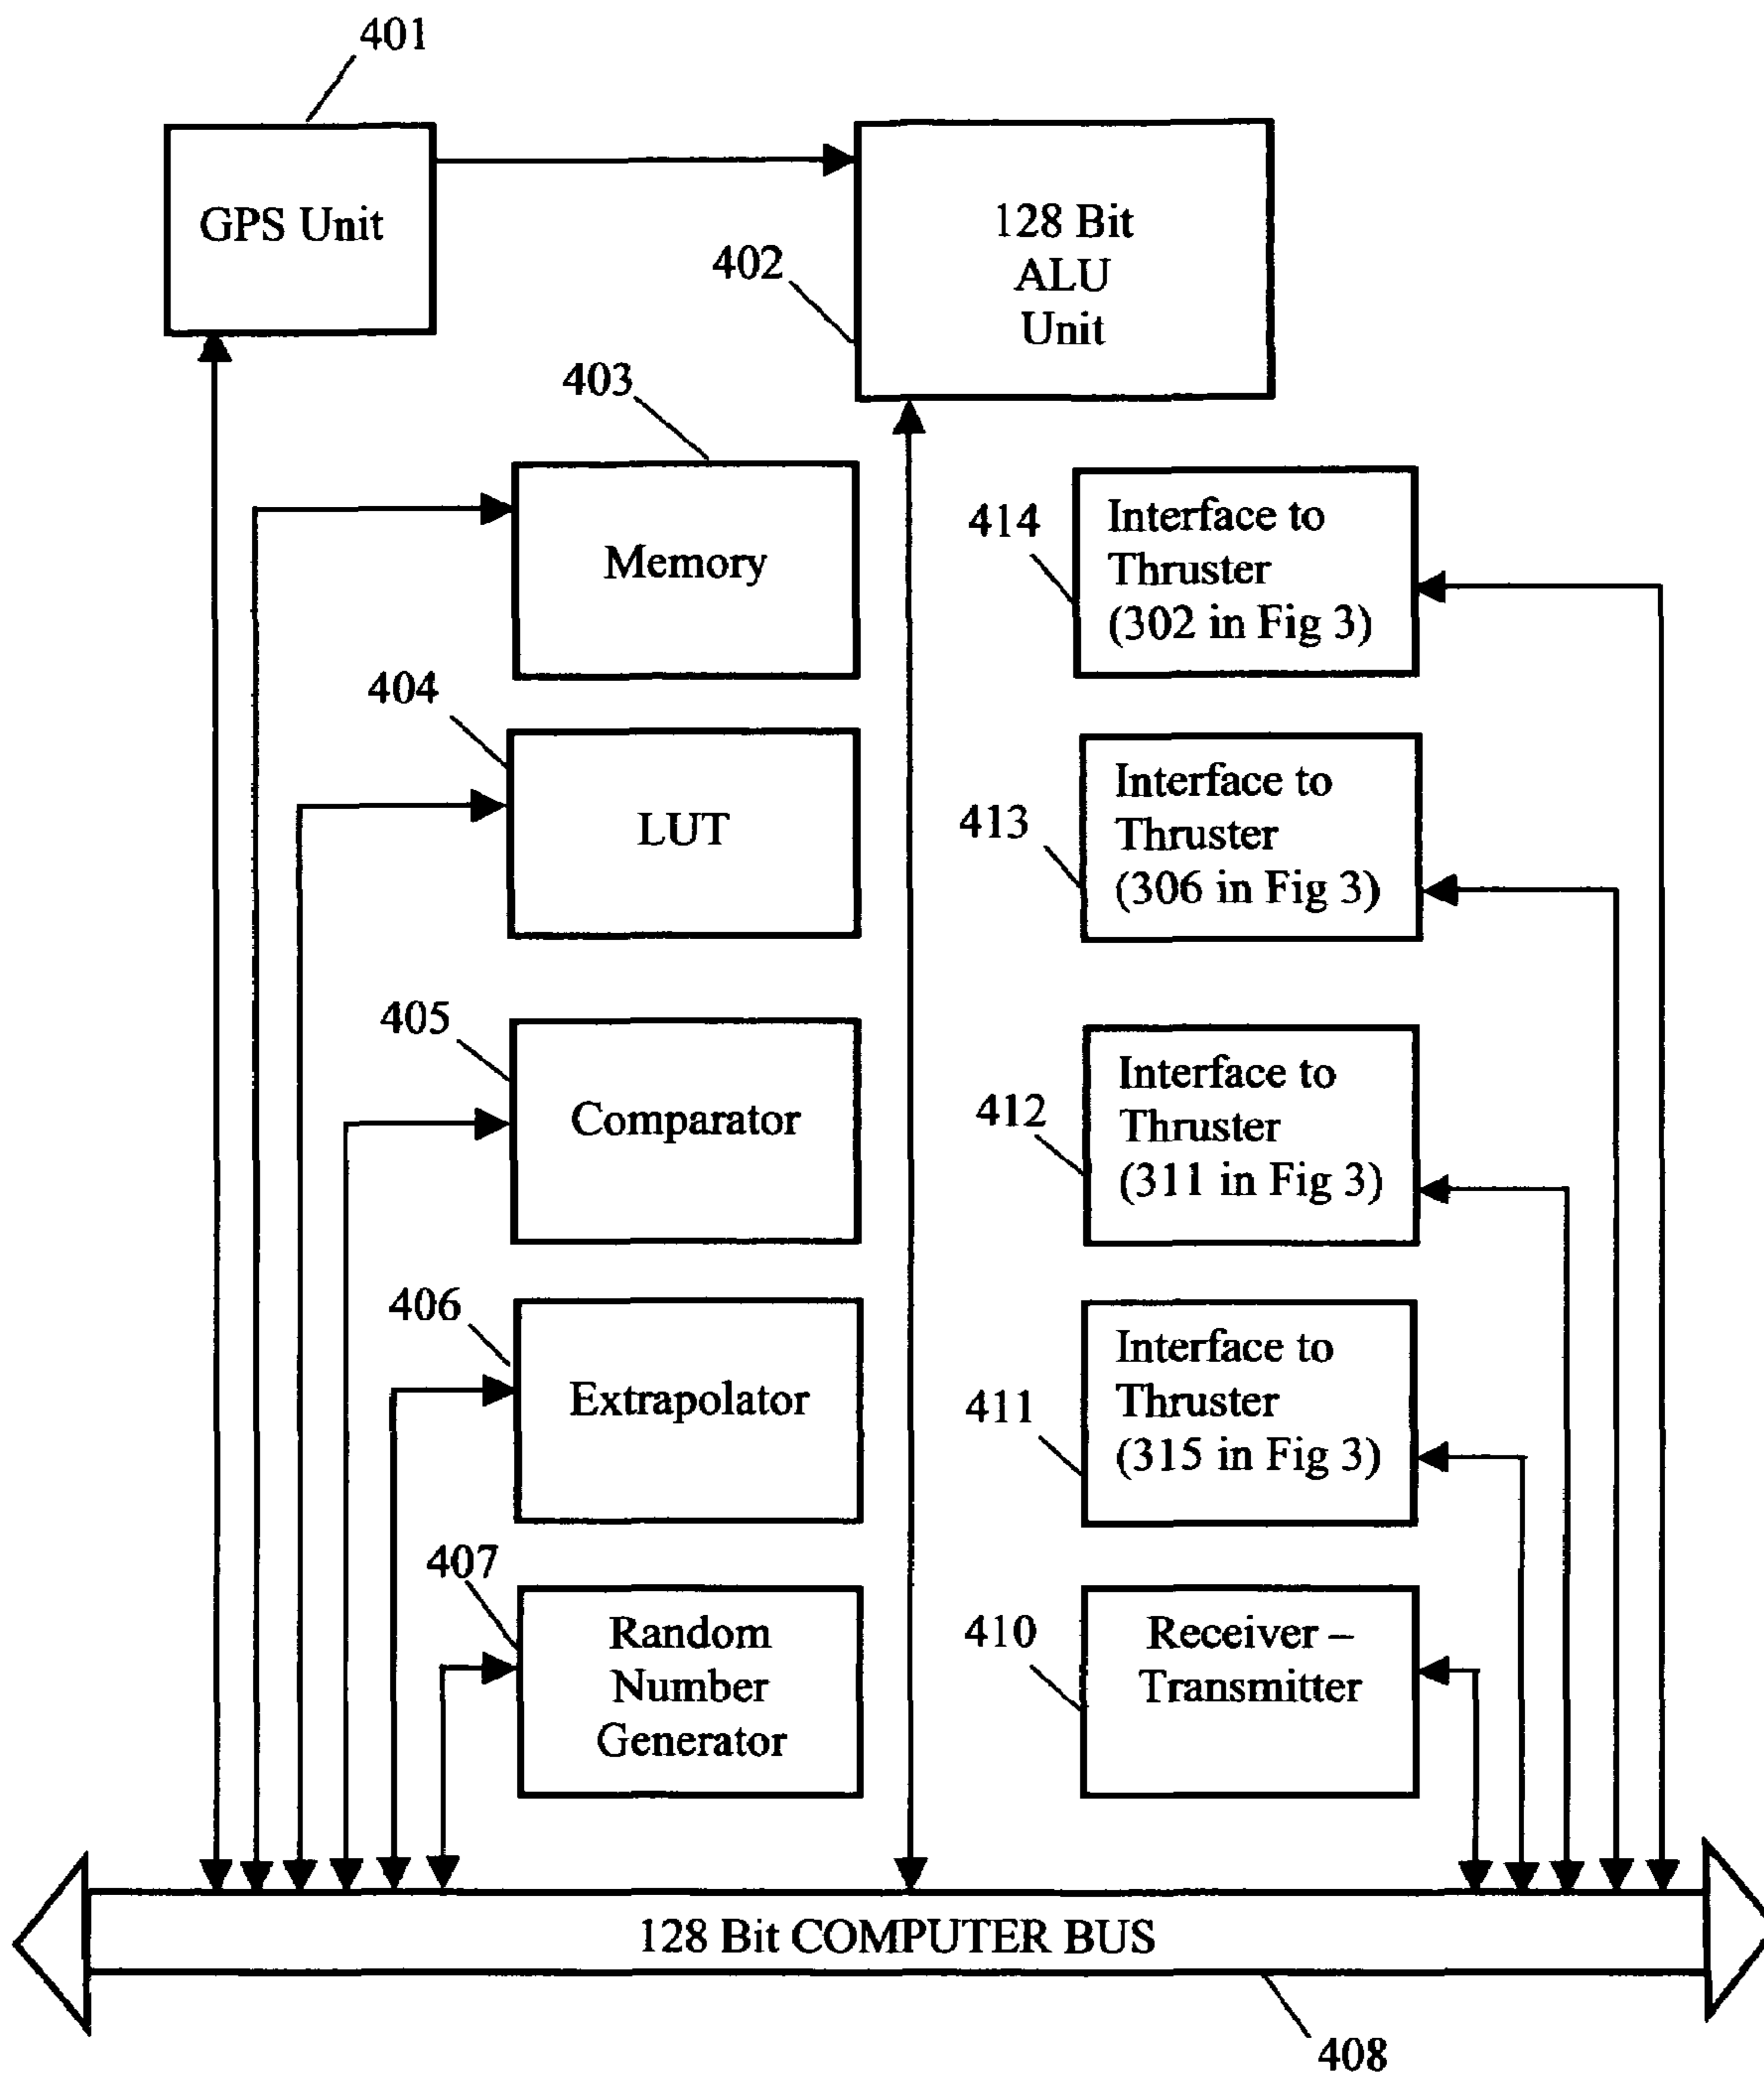 401
GPS Unit
128 Bit
ALU
Unit
402
403
Memory
414
Interface to
Thruster
(302 in Fig 3)
404
LUT
413
Interface to
Thruster
(306 in Fig 3)
405
Comparator
412
Interface to
Thruster
(311 in Fig 3)
406
Extrapolator
411
Interface to
Thruster
(315 in Fig 3)
407
Random
Number
Generator
410
Receiver –
Transmitter
128 Bit COMPUTER BUS
408